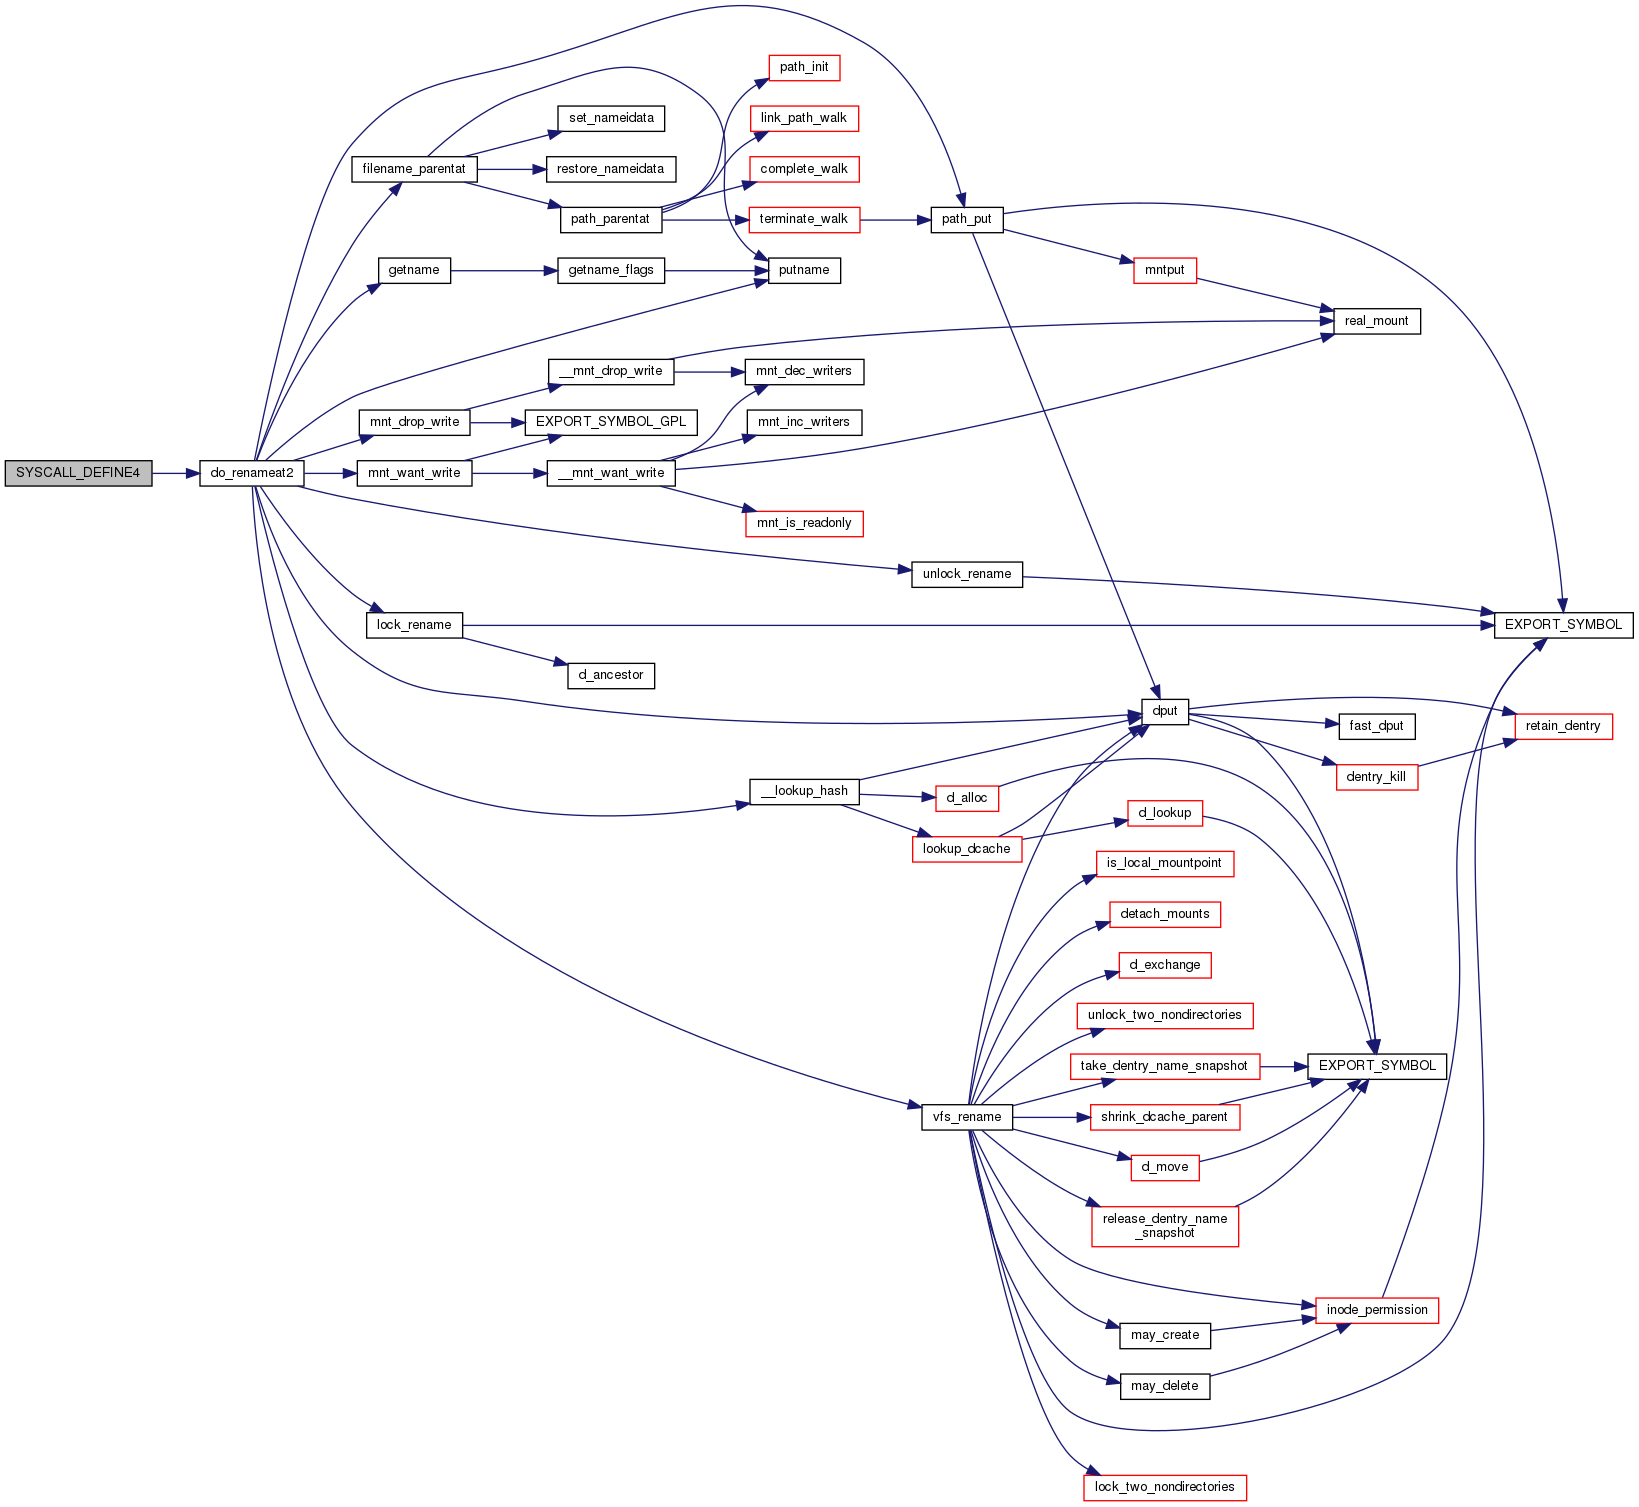 path_init
set_nameidata
link_path_walk
filename_parentat
restore_nameidata
complete_walk
path_parentat
terminate_walk
path_put
getname
getname_flags
putname
mntput
real_mount
__mnt_drop_write
mnt_dec_writers
mnt_drop_write
EXPORT_SYMBOL_GPL
mnt_inc_writers
SYSCALL_DEFINE4
do_renameat2
mnt_want_write
__mnt_want_write
mnt_is_readonly
unlock_rename
lock_rename
EXPORT_SYMBOL
d_ancestor
dput
fast_dput
retain_dentry
dentry_kill
__lookup_hash
d_alloc
d_lookup
lookup_dcache
is_local_mountpoint
detach_mounts
d_exchange
unlock_two_nondirectories
take_dentry_name_snapshot
EXPORT_SYMBOL
vfs_rename
shrink_dcache_parent
d_move
release_dentry_name
_snapshot
inode_permission
may_create
may_delete
lock_two_nondirectories